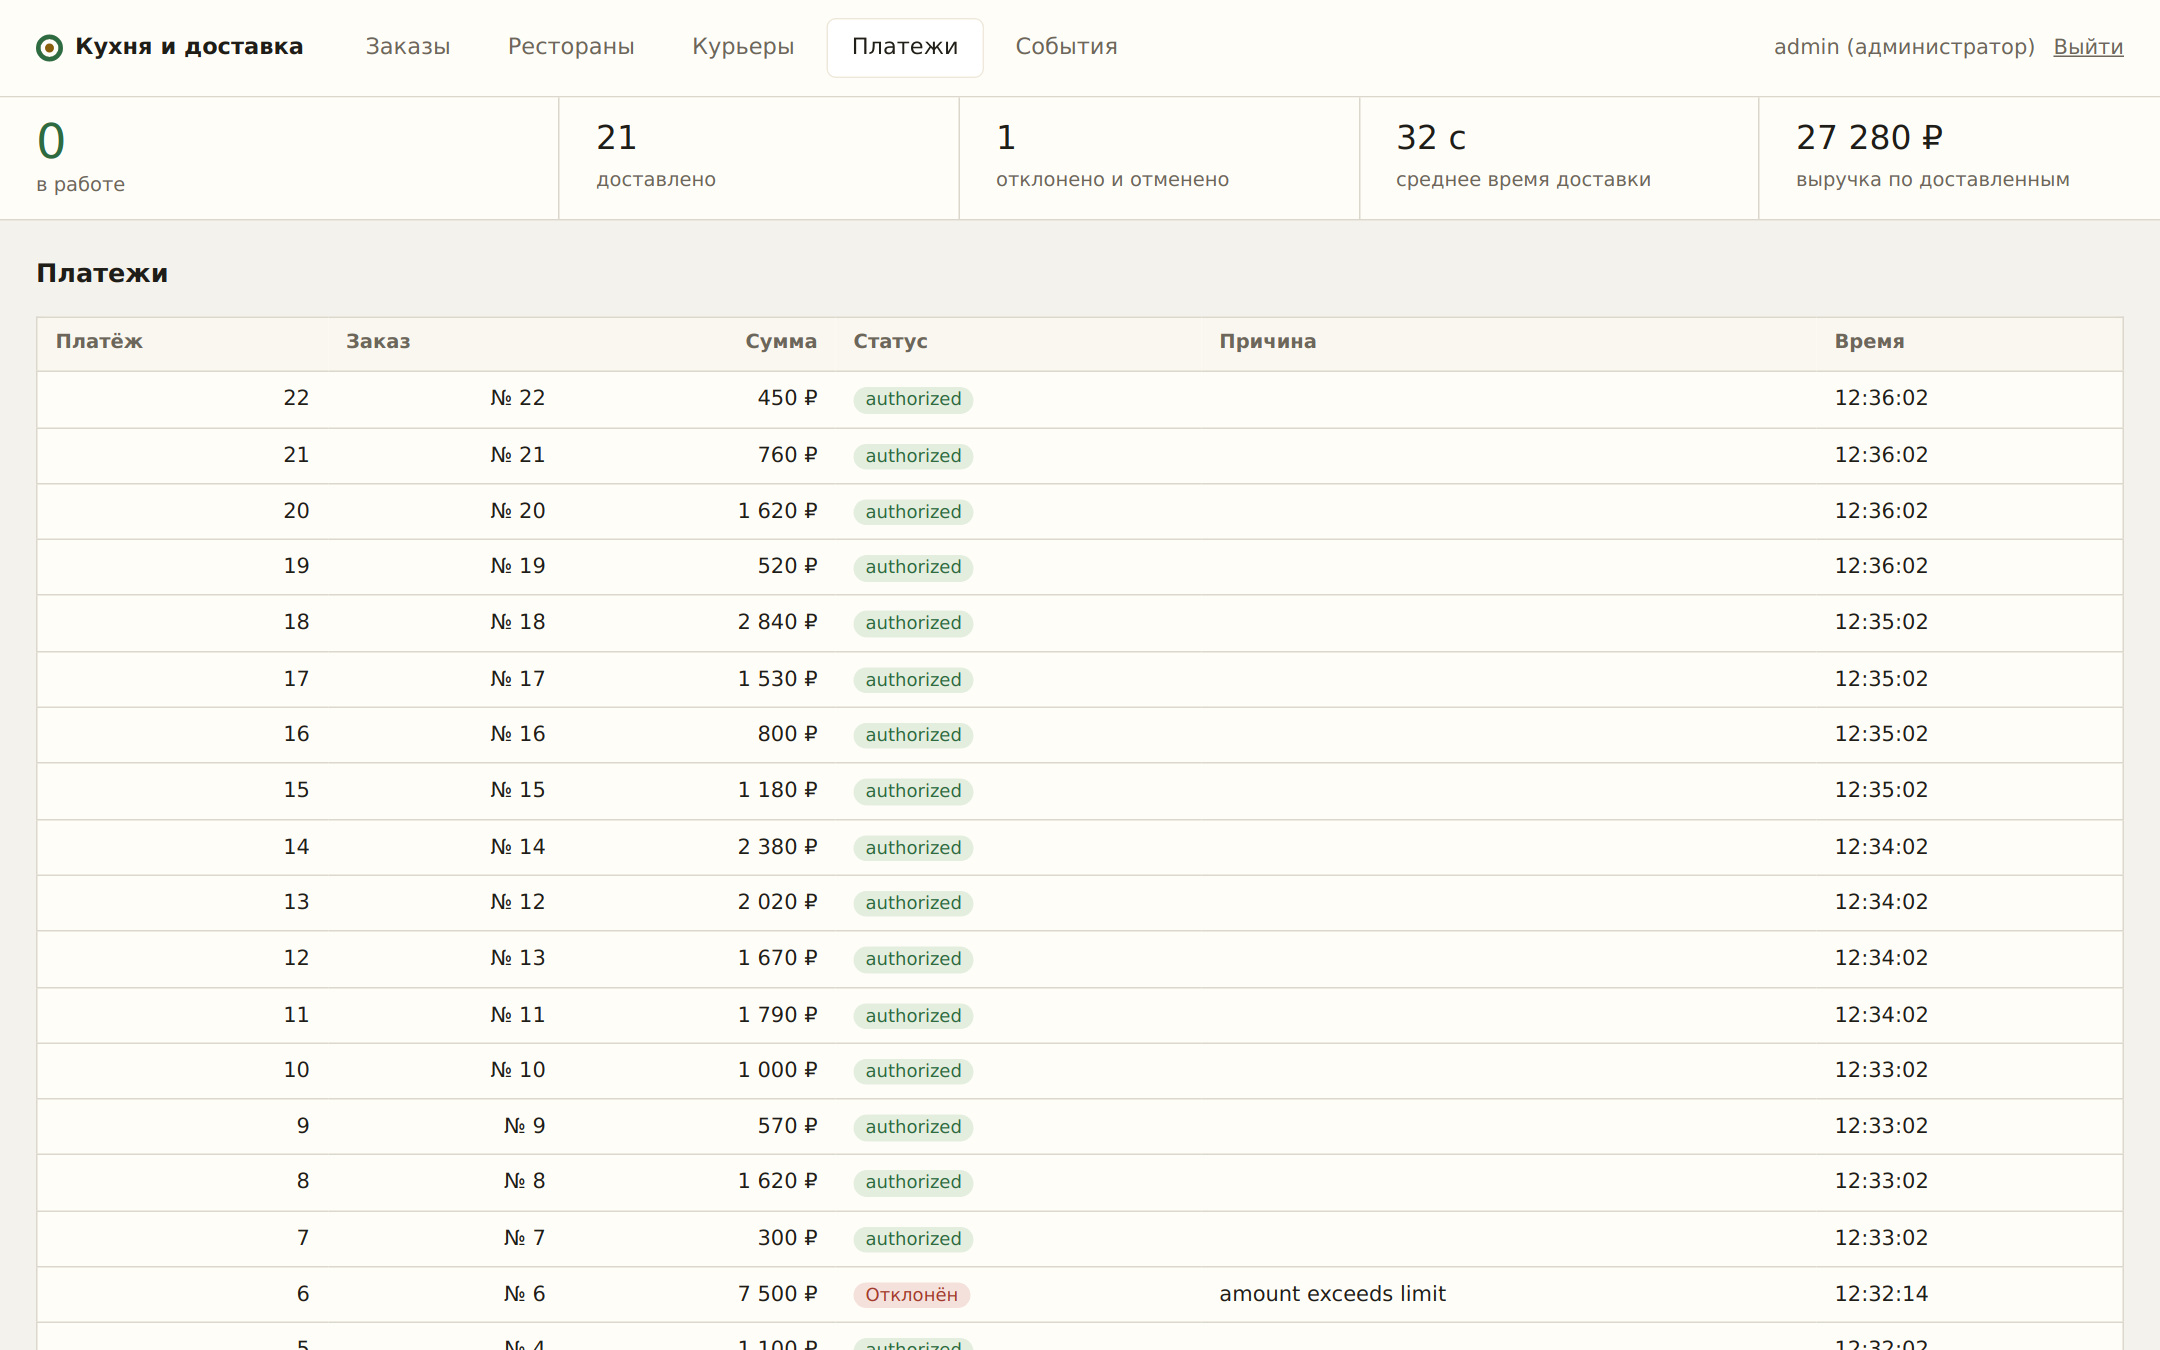 Кухня и доставка Заказы Рестораны Курьеры Платежи События admin (администратор) Выйти
0 21 1 32 с 27 280 ₽
в работе доставлено отклонено и отменено среднее время доставки выручка по доставленным
Платежи
Платёж Заказ Сумма Статус Причина Время
22 № 22 450 ₽ authorized 12:36:02
21 № 21 760 ₽ authorized 12:36:02
20 № 20 1 620 ₽ authorized 12:36:02
19 № 19 520 ₽ authorized 12:36:02
18 № 18 2 840 ₽ authorized 12:35:02
17 № 17 1 530 ₽ authorized 12:35:02
16 № 16 800 ₽ authorized 12:35:02
15 № 15 1 180 ₽ authorized 12:35:02
14 № 14 2 380 ₽ authorized 12:34:02
13 № 12 2 020 ₽ authorized 12:34:02
12 № 13 1 670 ₽ authorized 12:34:02
11 № 11 1 790 ₽ authorized 12:34:02
10 № 10 1 000 ₽ authorized 12:33:02
9 № 9 570 ₽ authorized 12:33:02
8 № 8 1 620 ₽ authorized 12:33:02
7 № 7 300 ₽ authorized 12:33:02
6 № 6 7 500 ₽ Отклонён amount exceeds limit 12:32:14
5 № 4 1 100 ₽ authorized 12:32:02